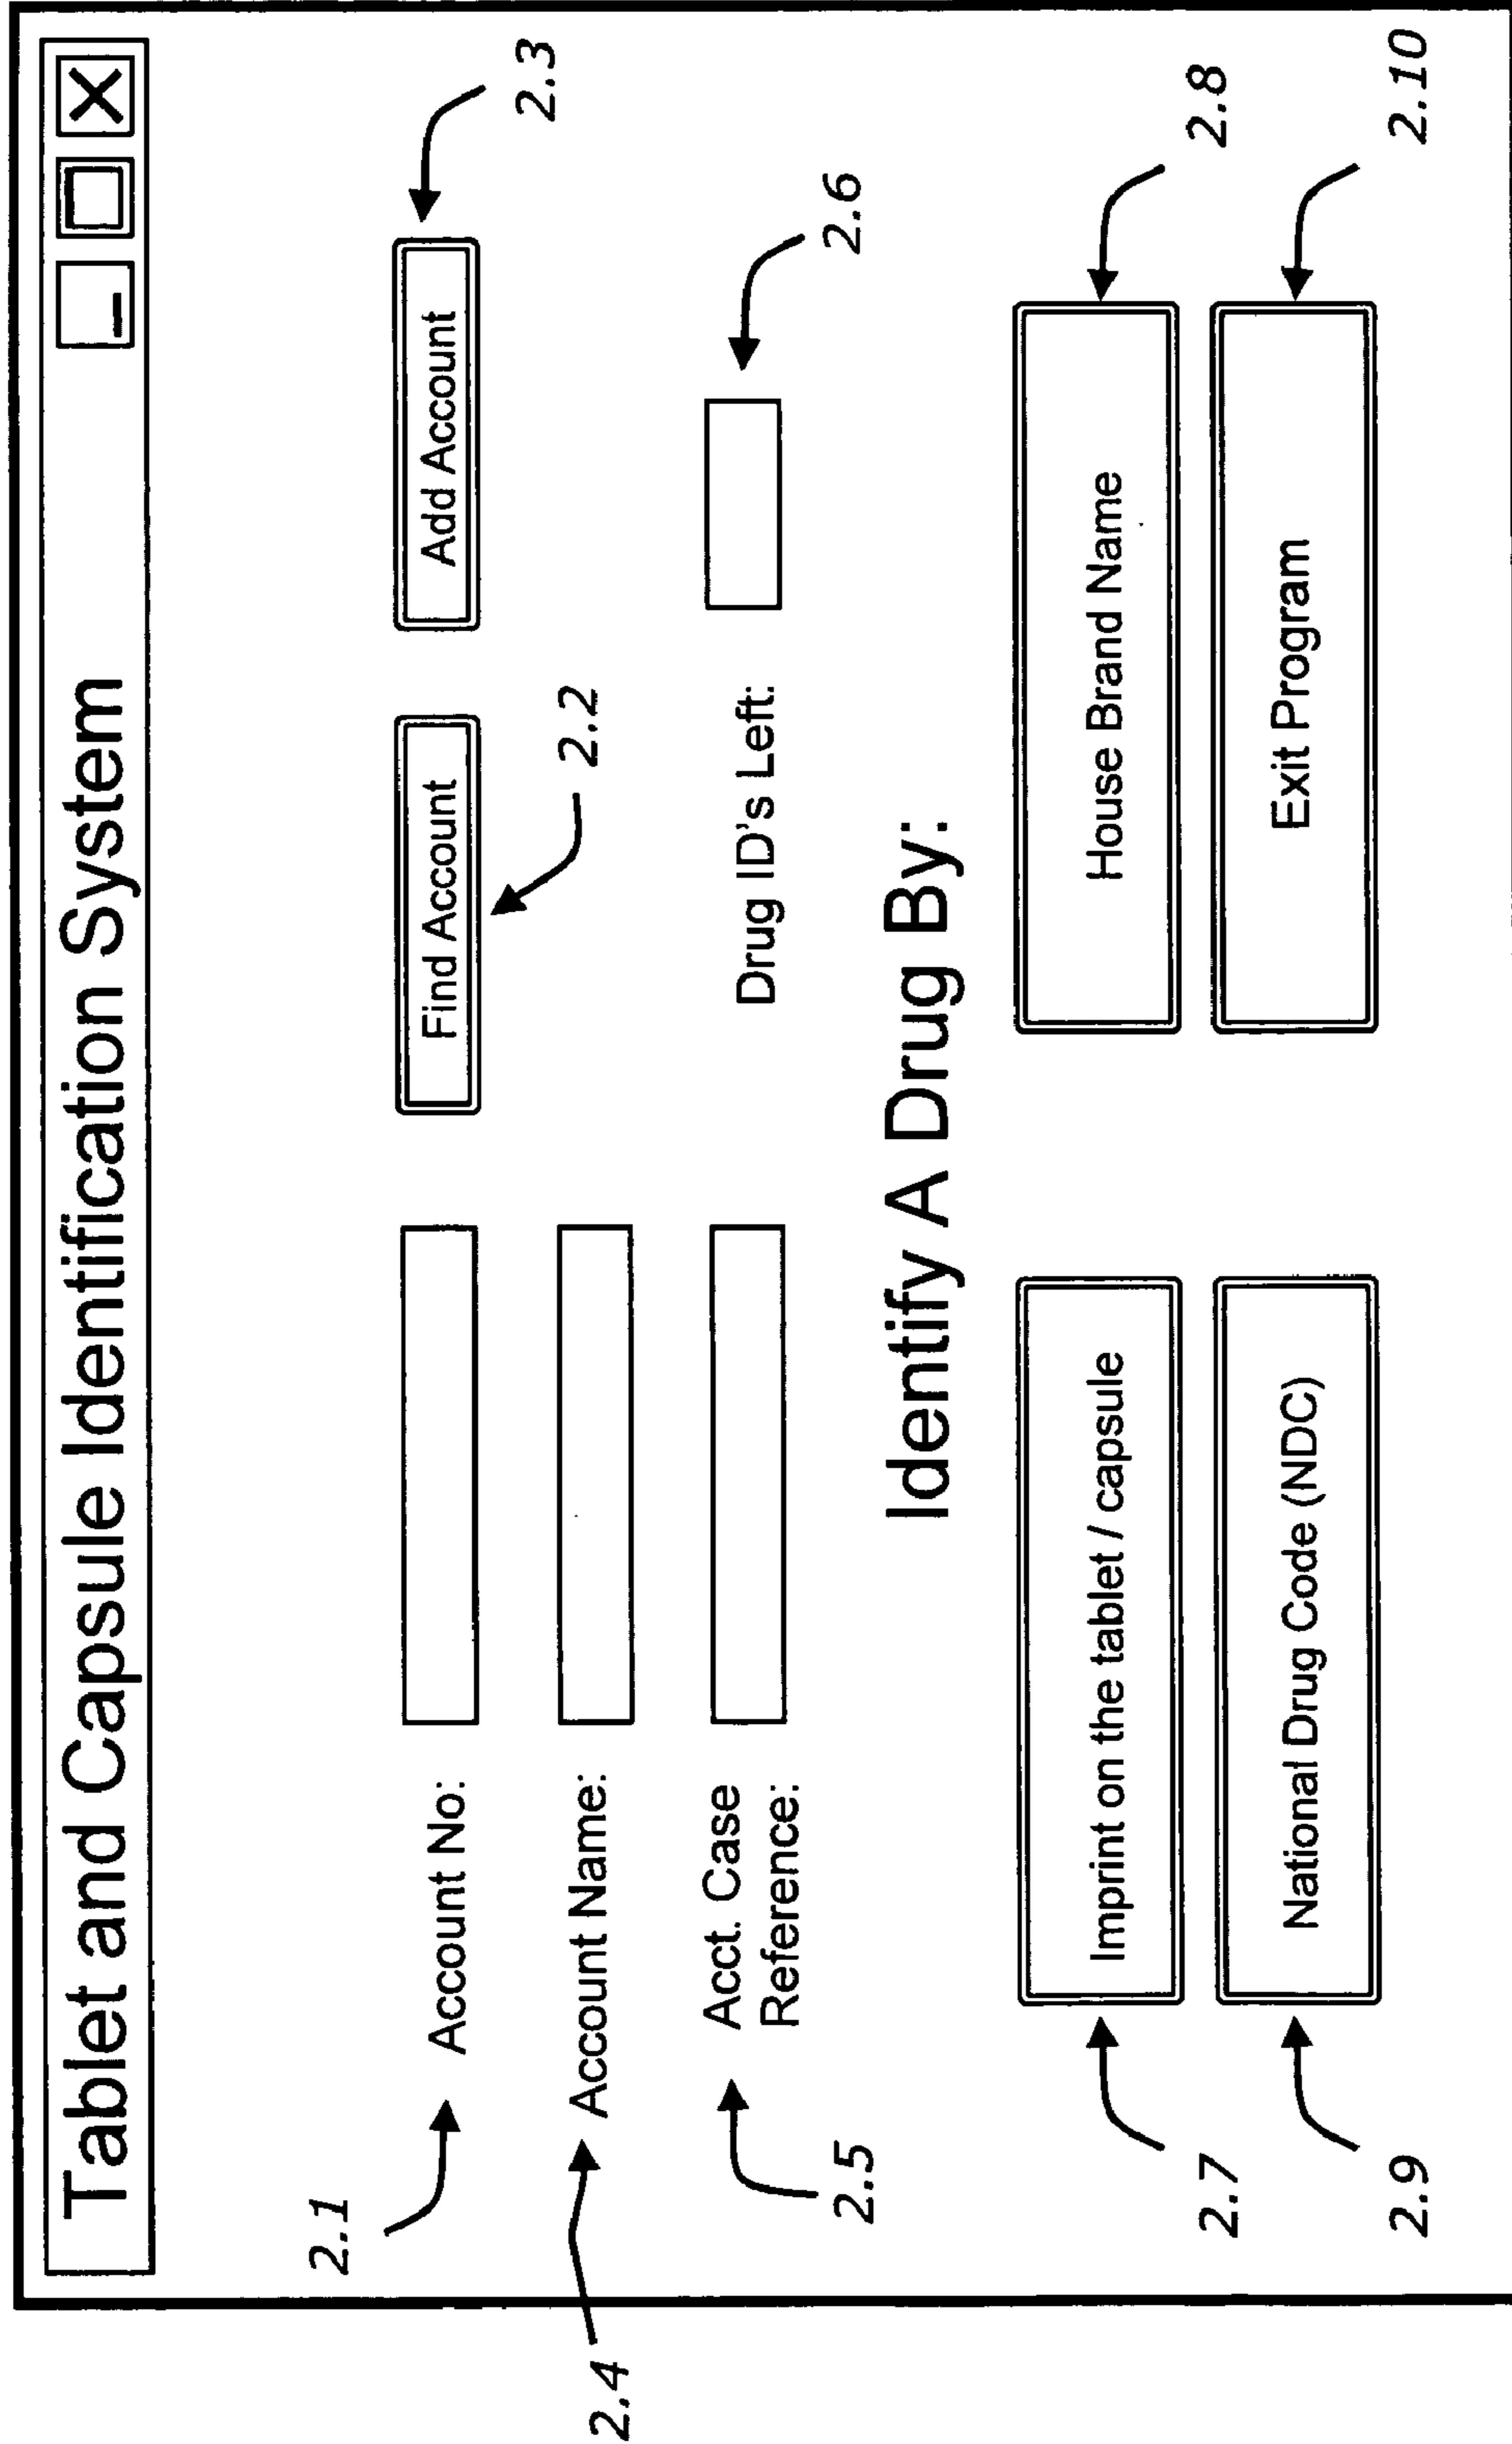 Tablet and Capsule Identification System
2.1
Account No:
Find Account
Add Account
2.3
2.2
2.4
Account Name:
2.5
Acct. Case
Reference:
Drug ID's Left:
2.6
Identify A Drug By:
2.7
Imprint on the tablet / capsule
House Brand Name
2.8
2.9
National Drug Code (NDC)
Exit Program
2.10